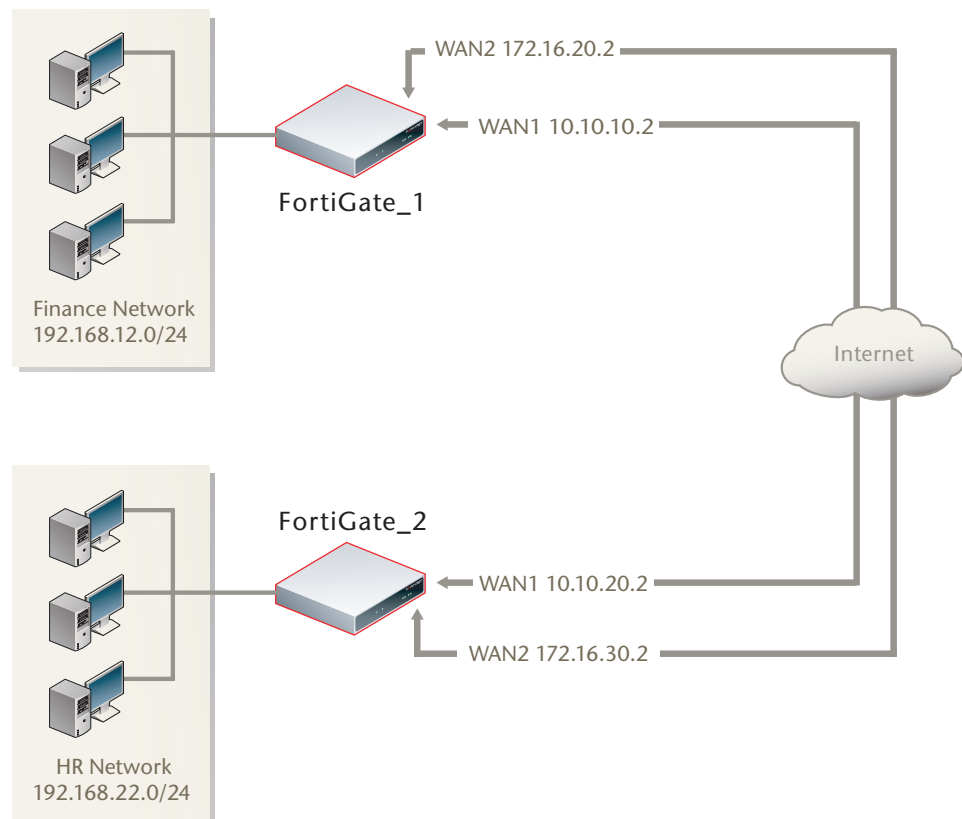 WAN2 172.16.20.2
WAN1 10.10.10.2
FortiGate_1
Finance Network
192.168.12.0/24
Internet
FortiGate_2
WAN1 10.10.20.2
WAN2 172.16.30.2
HR Network
192.168.22.0/24